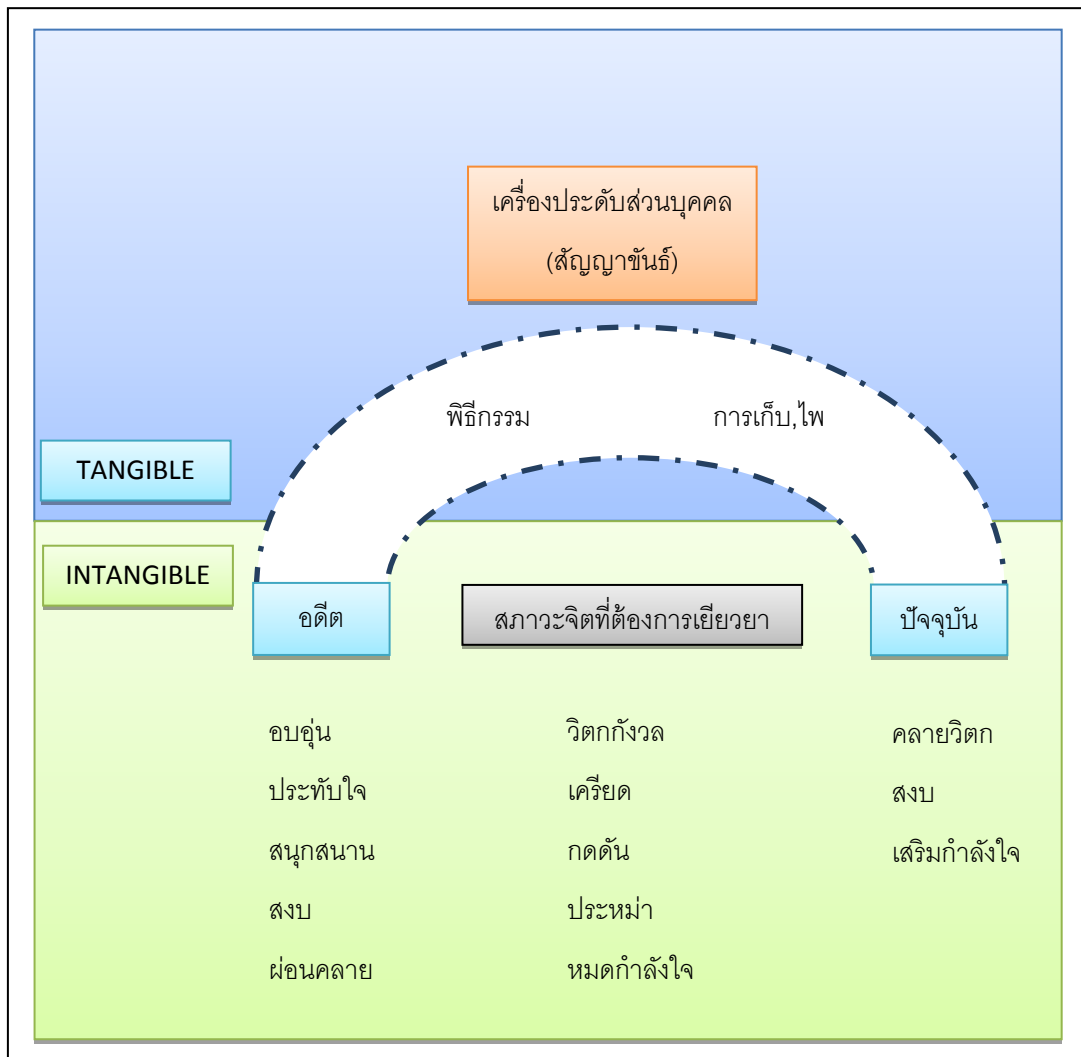 เครื่องประดับส่วนบุคคล
(สัญญาขันธ์)
พิธีกรรม
การเก็บ,ไพ
TANGIBLE
INTANGIBLE
อดีต
สภาวะจิตที่ต้องการเยียวยา
ปัจจุบัน
อบอุ่น
ประทับใจ
สนุกสนาน
สงบ
ผ่อนคลาย
วิตกกังวล
เครียด
กดดัน
ประหม่า
หมดกำลังใจ
คลายวิตก
สงบ
เสริมกำลังใจ